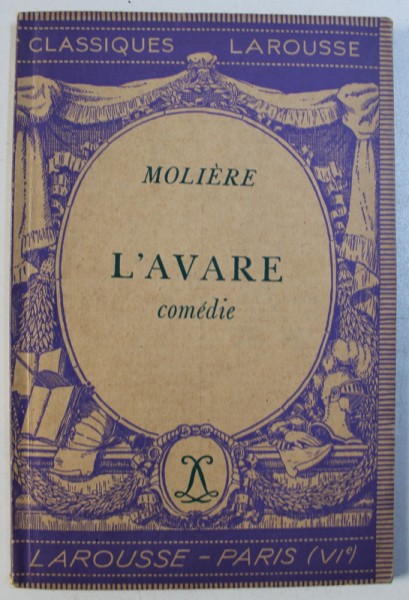 CLASSIQUES LAROUSSE
MOLIÈRE
L'AVARE
comédie
LAROUSSE – PARIS (VIe)